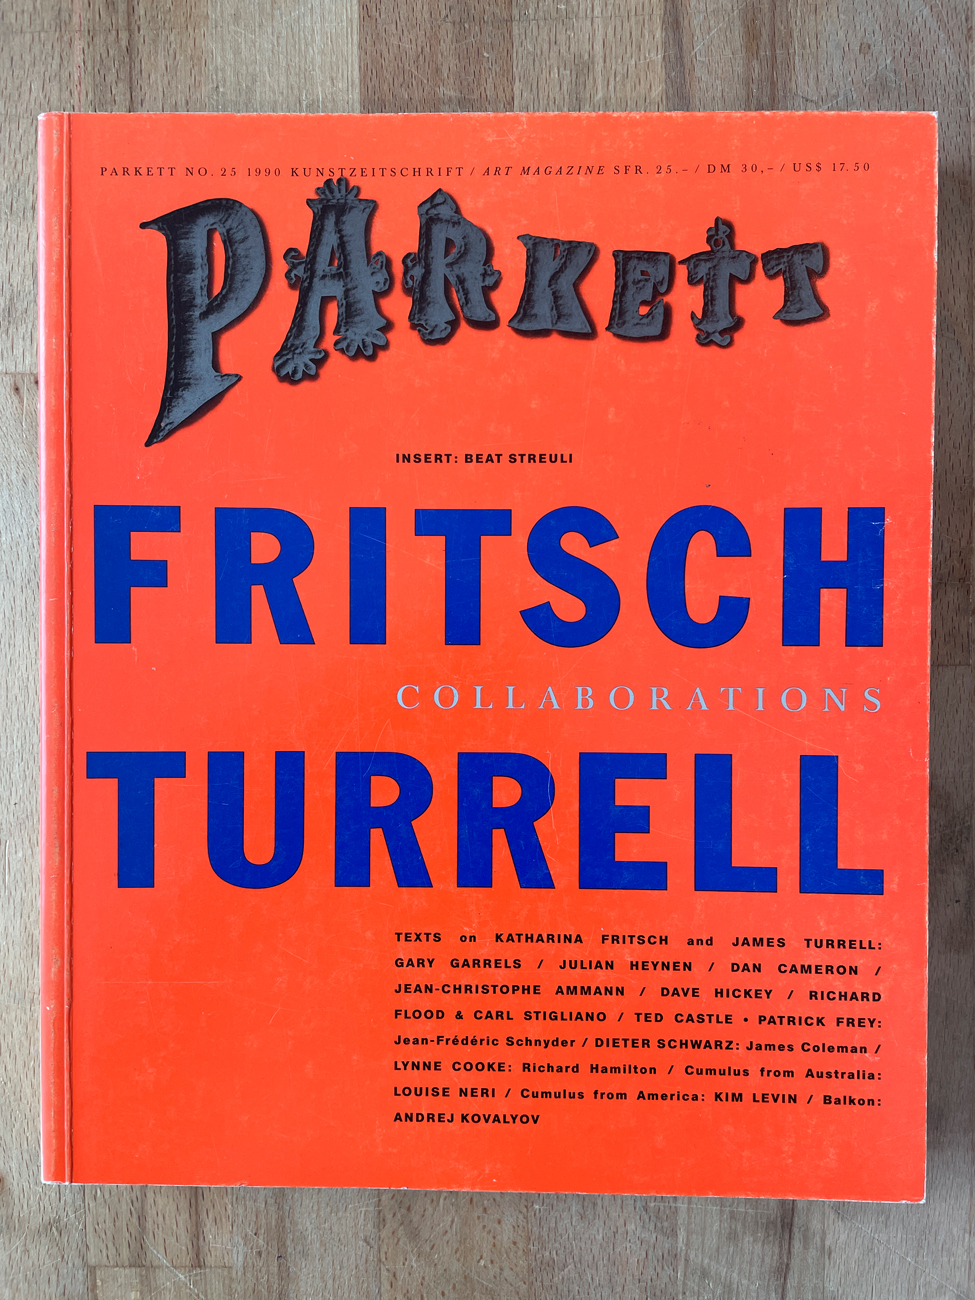 PARKETT NO. 25 1990 KUNSTZEITSCHRIFT / ART MAGAZINE SFR. 25.– / DM 30,– / US$ 17.50
PARKETT
INSERT: BEAT STREULI
FRITSCH
COLLABORATIONS
TURRELL
TEXTS on KATHARINA FRITSCH and JAMES TURRELL:
GARY GARRELS / JULIAN HEYNEN / DAN CAMERON /
JEAN-CHRISTOPHE AMMANN / DAVE HICKEY / RICHARD
FLOOD & CARL STIGLIANO / TED CASTLE • PATRICK FREY:
Jean-Frédéric Schnyder / DIETER SCHWARZ: James Coleman /
LYNNE COOKE: Richard Hamilton / Cumulus from Australia:
LOUISE NERI / Cumulus from America: KIM LEVIN / Balkon:
ANDREJ KOVALYOV